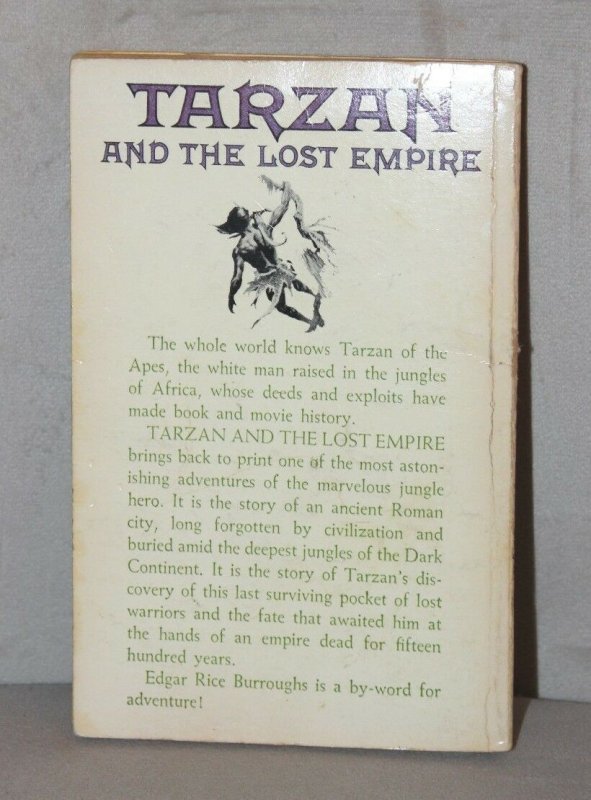 TARZAN
AND THE LOST EMPIRE
The whole world knows Tarzan of the
Apes, the white man raised in the jungles
of Africa, whose deeds and exploits have
made book and movie history.
TARZAN AND THE LOST EMPIRE
brings back to print one of the most aston-
ishing adventures of the marvelous jungle
hero. It is the story of an ancient Roman
city, long forgotten by civilization and
buried amid the deepest jungles of the Dark
Continent. It is the story of Tarzan's dis-
covery of this last surviving pocket of lost
warriors and the fate that awaited him at
the hands of an empire dead for fifteen
hundred years.
Edgar Rice Burroughs is a by-word for
adventure!